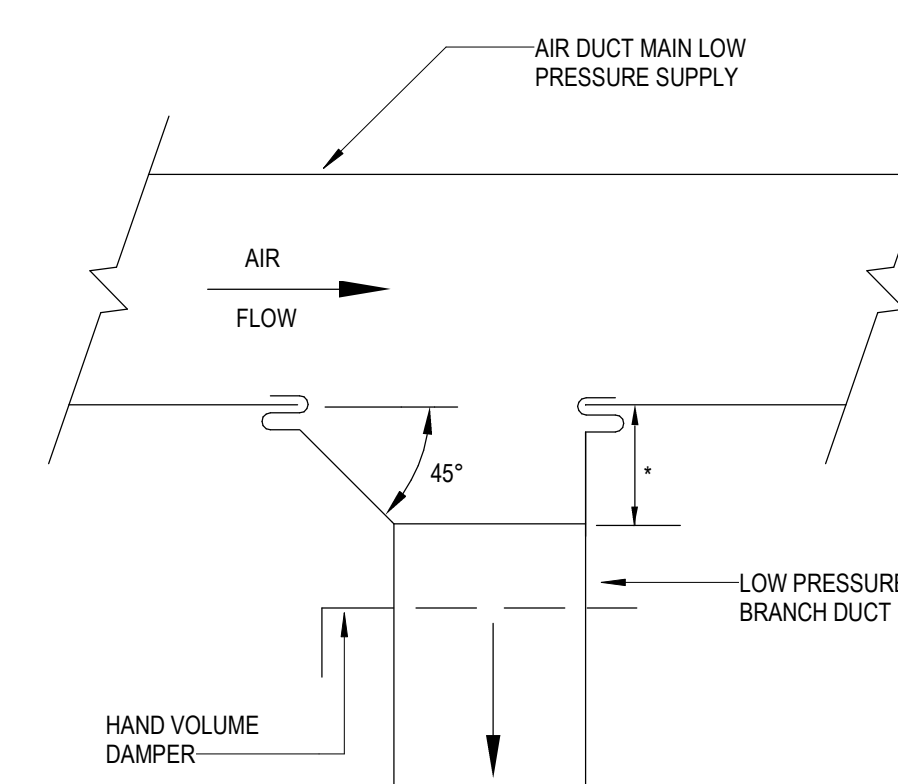 AIR DUCT MAIN LOW
PRESSURE SUPPLY
AIR
FLOW
45°
*
LOW PRESSURE
BRANCH DUCT
HAND VOLUME
DAMPER